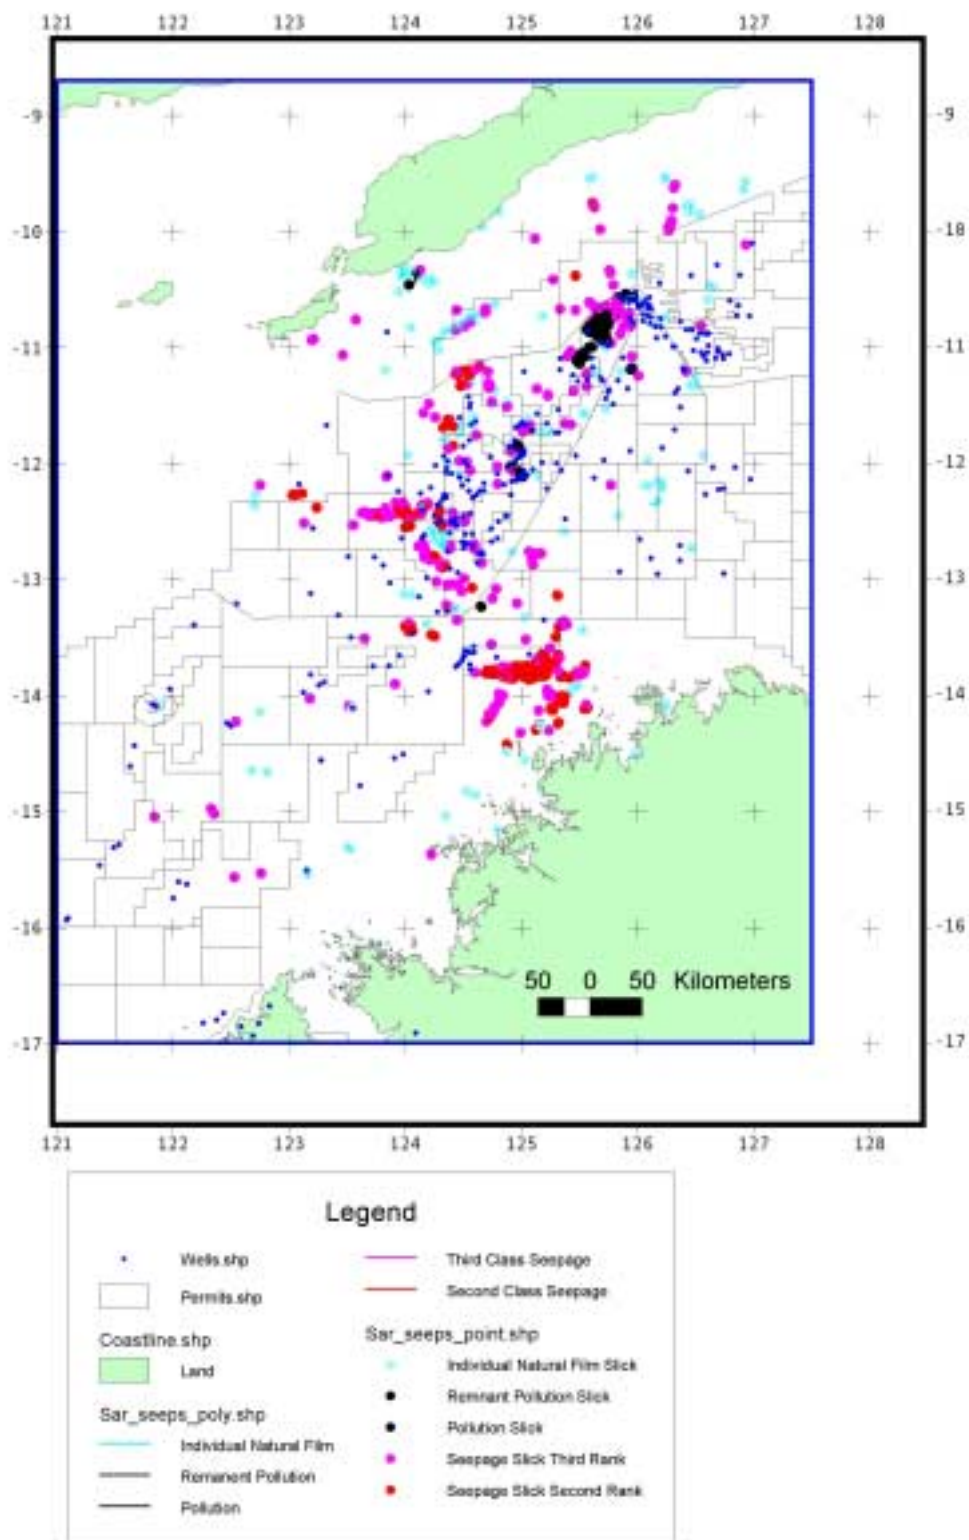 121 122 123 124 125 126 127 128
-9 -9
-10 -18
-11 -11
-12 -12
-13 -13
-14 -14
-15 -15
-16 -16
50 0 50 Kilometers
-17 -17
121 122 123 124 125 126 127 128
Legend
Wells.shp
Permits.shp
Coastline.shp
Land
Sar_seeps_poly.shp
Individual Natural Film
Remanent Pollution
Pollution
Third Class Seepage
Second Class Seepage
Sar_seeps_point.shp
Individual Natural Film Slick
Remnant Pollution Slick
Pollution Slick
Seepage Slick Third Rank
Seepage Slick Second Rank